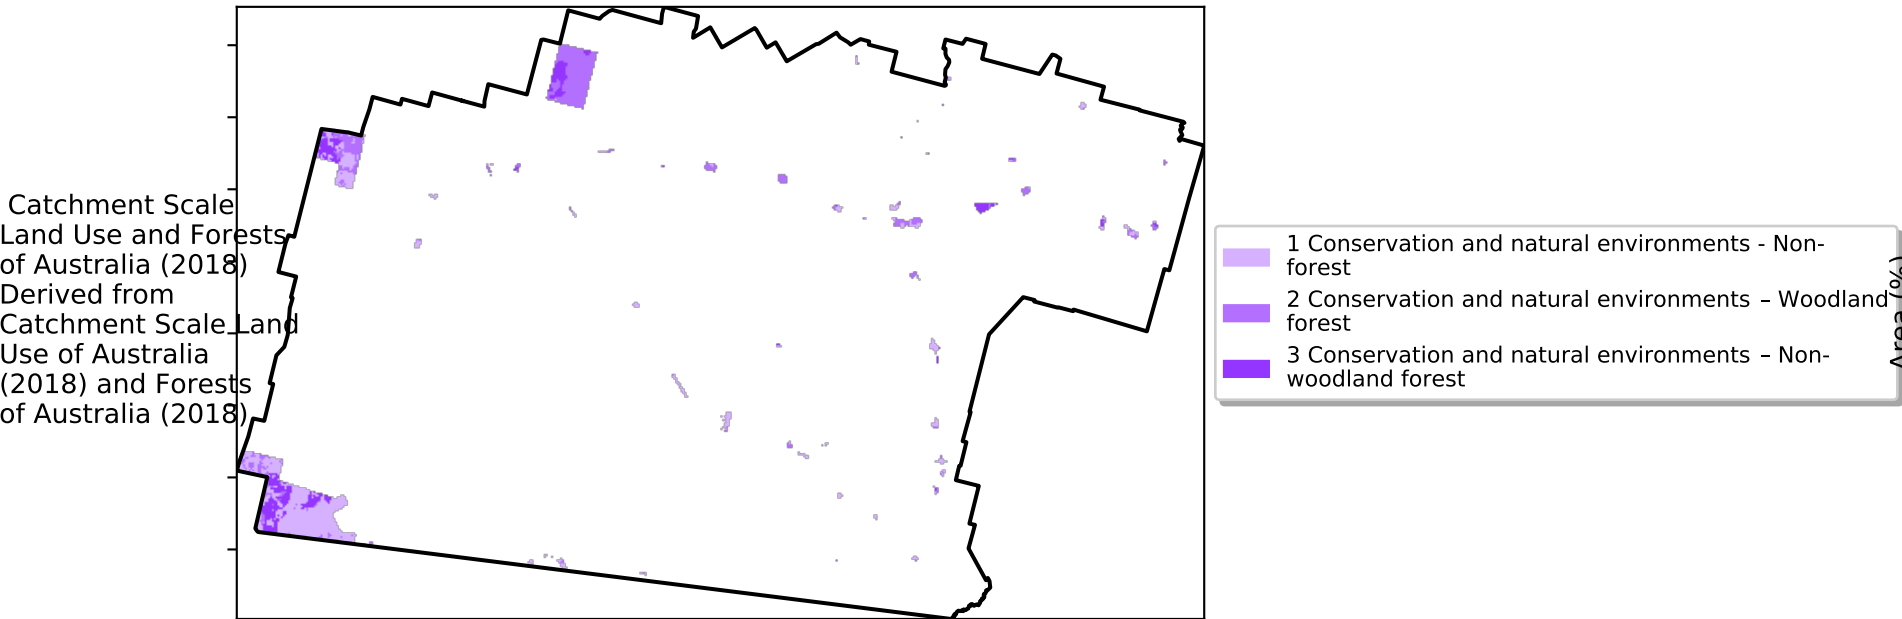 Catchment Scale
Land Use and Forests
of Australia (2018)
Derived from
Catchment Scale Land
Use of Australia
(2018) and Forests
of Australia (2018)
1 Conservation and natural environments - Non-
forest
2 Conservation and natural environments – Woodland
forest
3 Conservation and natural environments – Non-
woodland forest
Area (%)